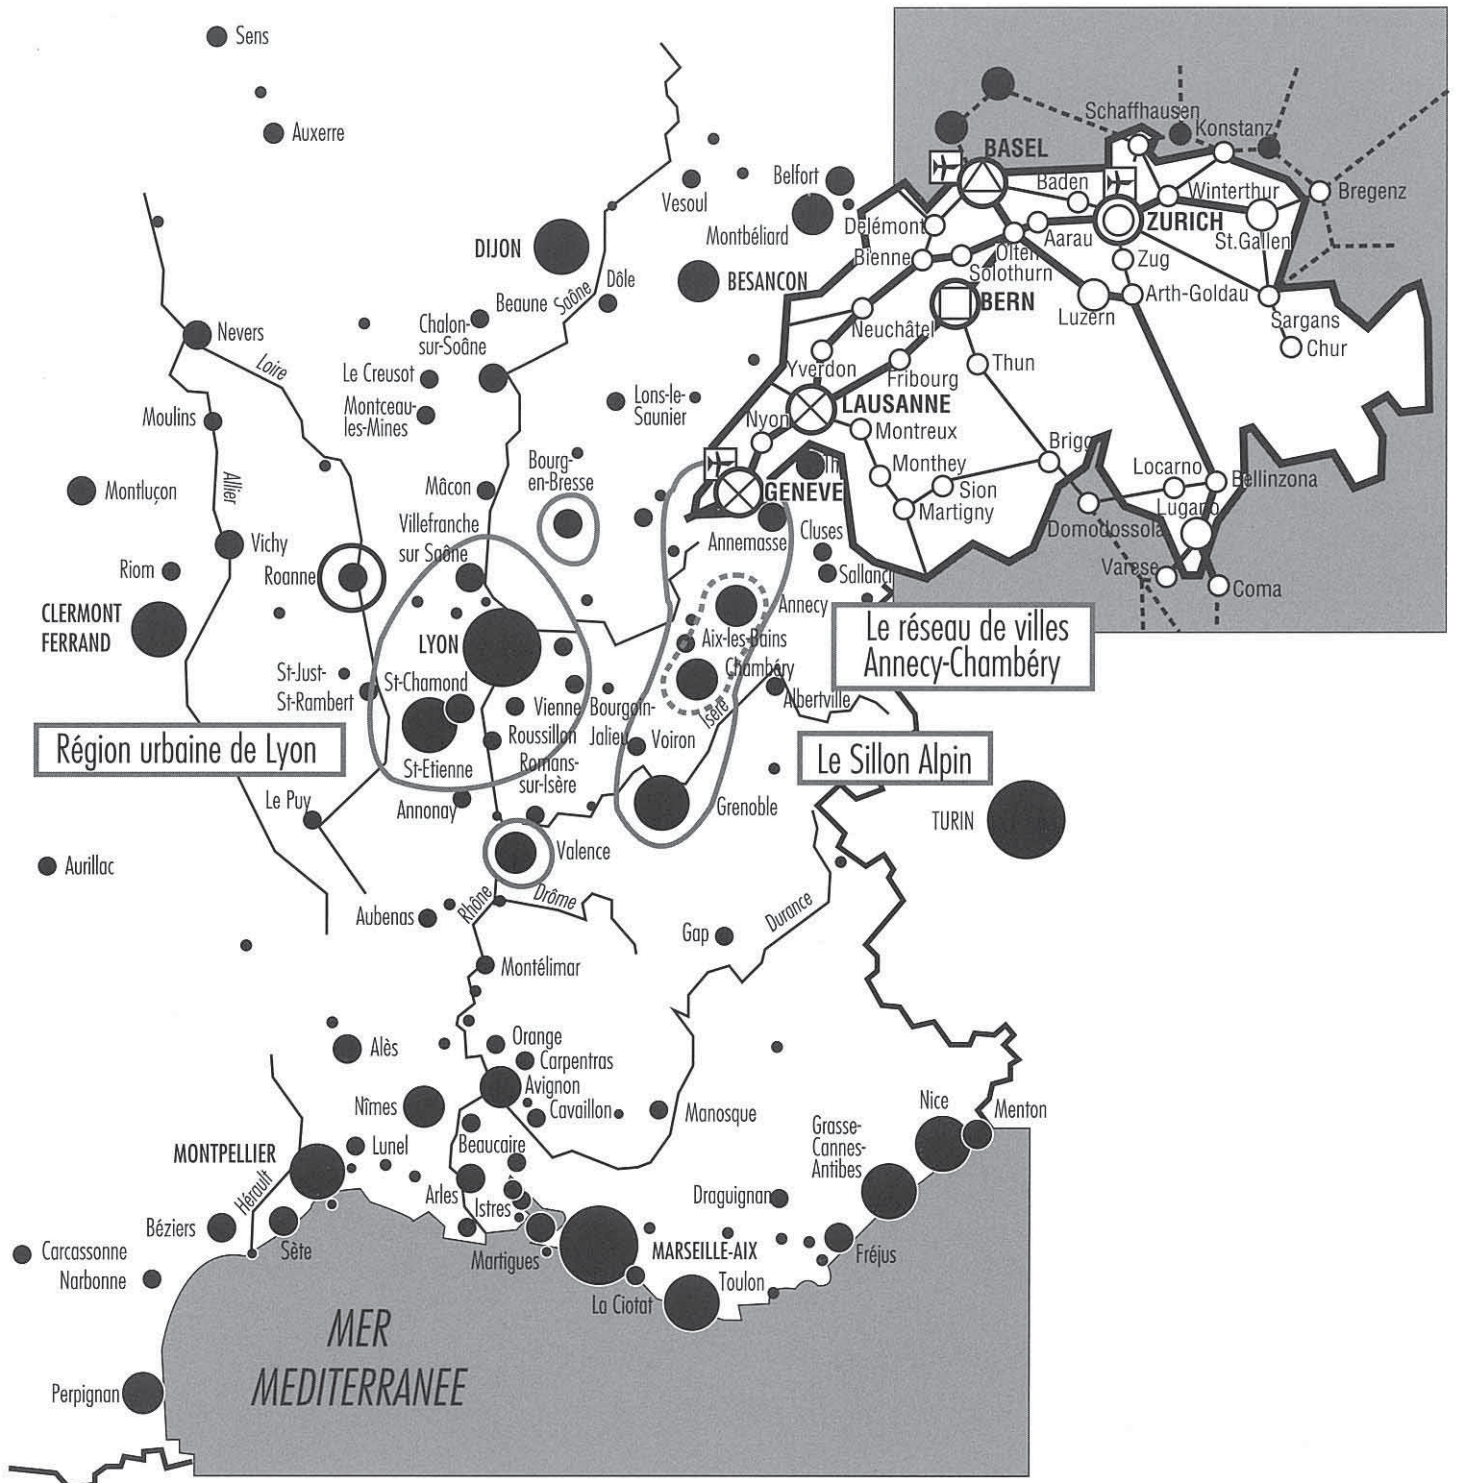 Sens
Auxerre
Schaffhausen
Konstanz
BASEL
Belfort
Baden
Winterthur
Bregenz
Vesoul
Montbéliard
Delémont
Aarau
ZURICH
St.Gallen
DIJON
Bienne
Olten
Solothurn
Zug
BESANCON
Dôle
Saône
Beaune
BERN
Arth-Goldau
Luzern
Sargans
Chur
Chalon-
sur-Soâne
Nevers
Neuchâtel
Loire
Le Creusot
Yverdon
Fribourg
Thun
Montceau-
les-Mines
Lons-le-
Saunier
LAUSANNE
Moulins
Nyon
Montreux
Brigg
Bourg-
en-Bresse
Th
Monthey
Locarno
Bellinzona
Montluçon
Allier
Mâcon
GENEVE
Sion
Martigny
Lugano
Villefranche
sur Saône
Annemasse
Cluses
Domodossola
Vichy
Riom
Roanne
Sallanc
Varese
Coma
CLERMONT
FERRAND
Annecy
LYON
Aix-les-Bains
Le réseau de villes
Annecy-Chambéry
St-Just-
St-Rambert
St-Chamond
Chambéry
Albertville
Vienne
Bourgoin-
Jalieu
Isère
Région urbaine de Lyon
Roussillon
Voiron
Le Sillon Alpin
St-Etienne
Romans-
sur-Isère
Le Puy
Annonay
Grenoble
TURIN
Valence
Aurillac
Rhône
Drôme
Durance
Aubenas
Gap
Montélimar
Orange
Alès
Carpentras
Avignon
Nîmes
Cavaillon
Manosque
Nice
Menton
Grasse-
Cannes-
Antibes
MONTPELLIER
Lunel
Beaucaire
Hérault
Arles
Istres
Draguignan
Béziers
Sète
Martigues
MARSEILLE-AIX
Fréjus
Carcassonne
Narbonne
Toulon
La Ciotat
MER
MEDITERRANEE
Perpignan